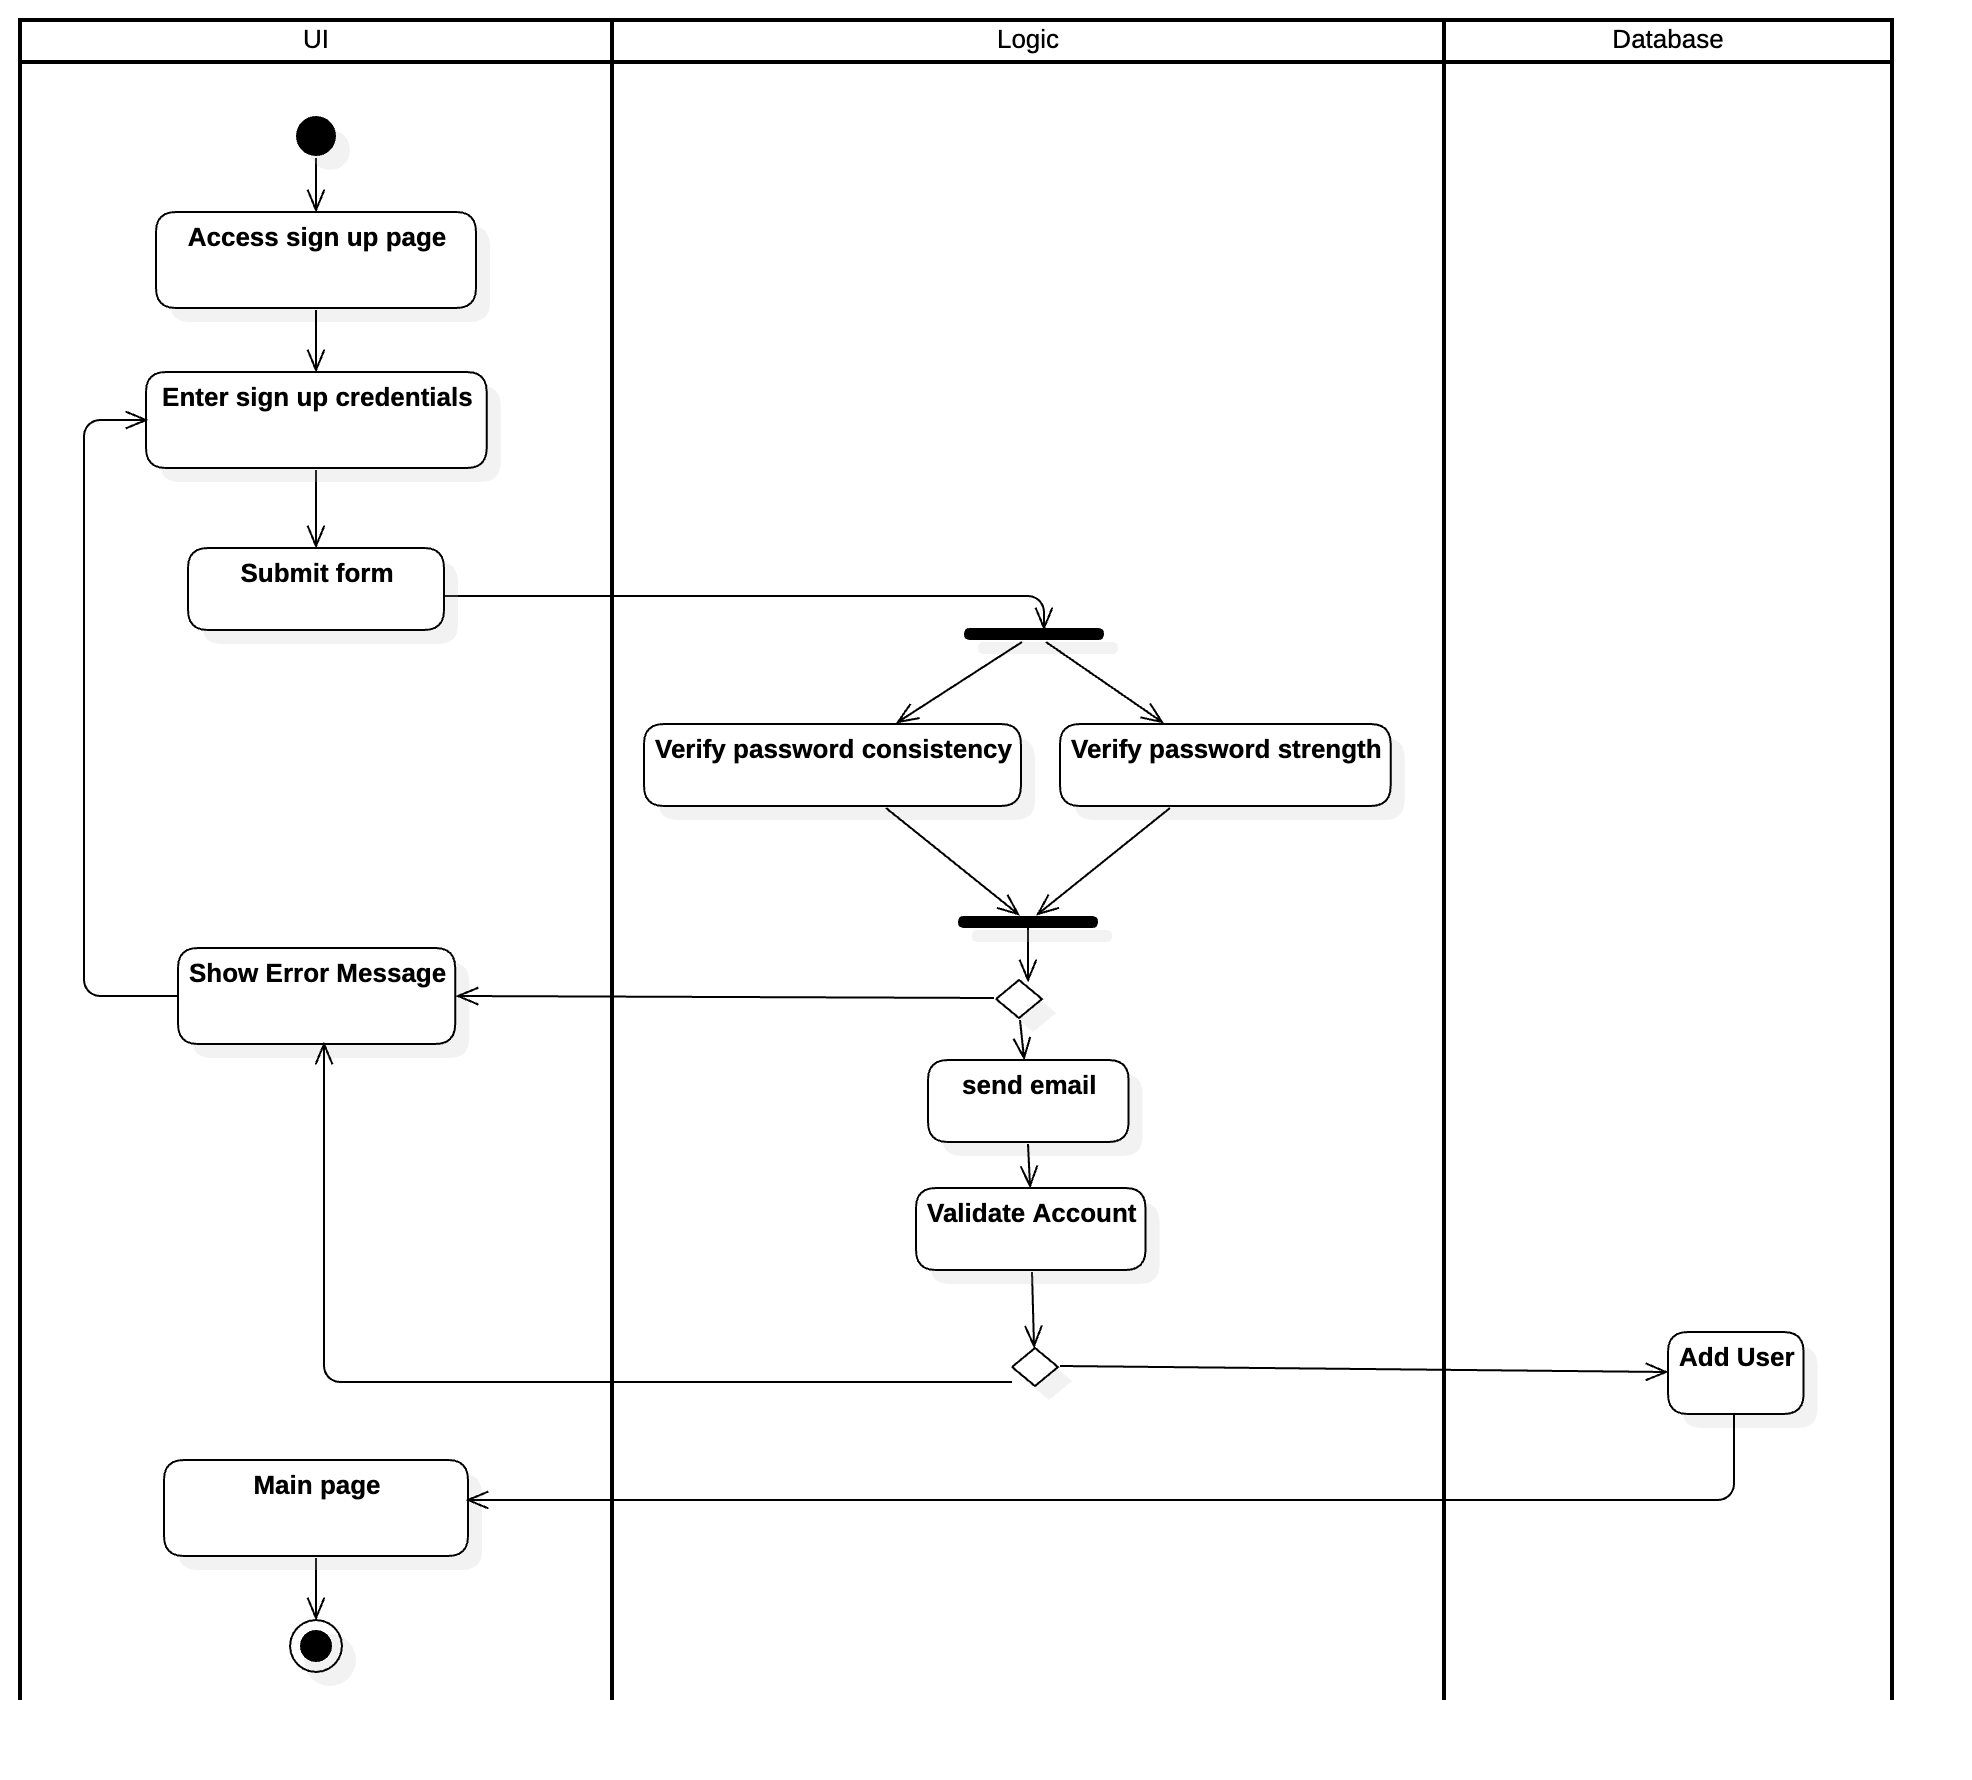 UI
Logic
Database
Access sign up page
Enter sign up credentials
Submit form
Verify password consistency
Verify password strength
Show Error Message
send email
Validate Account
Add User
Main page